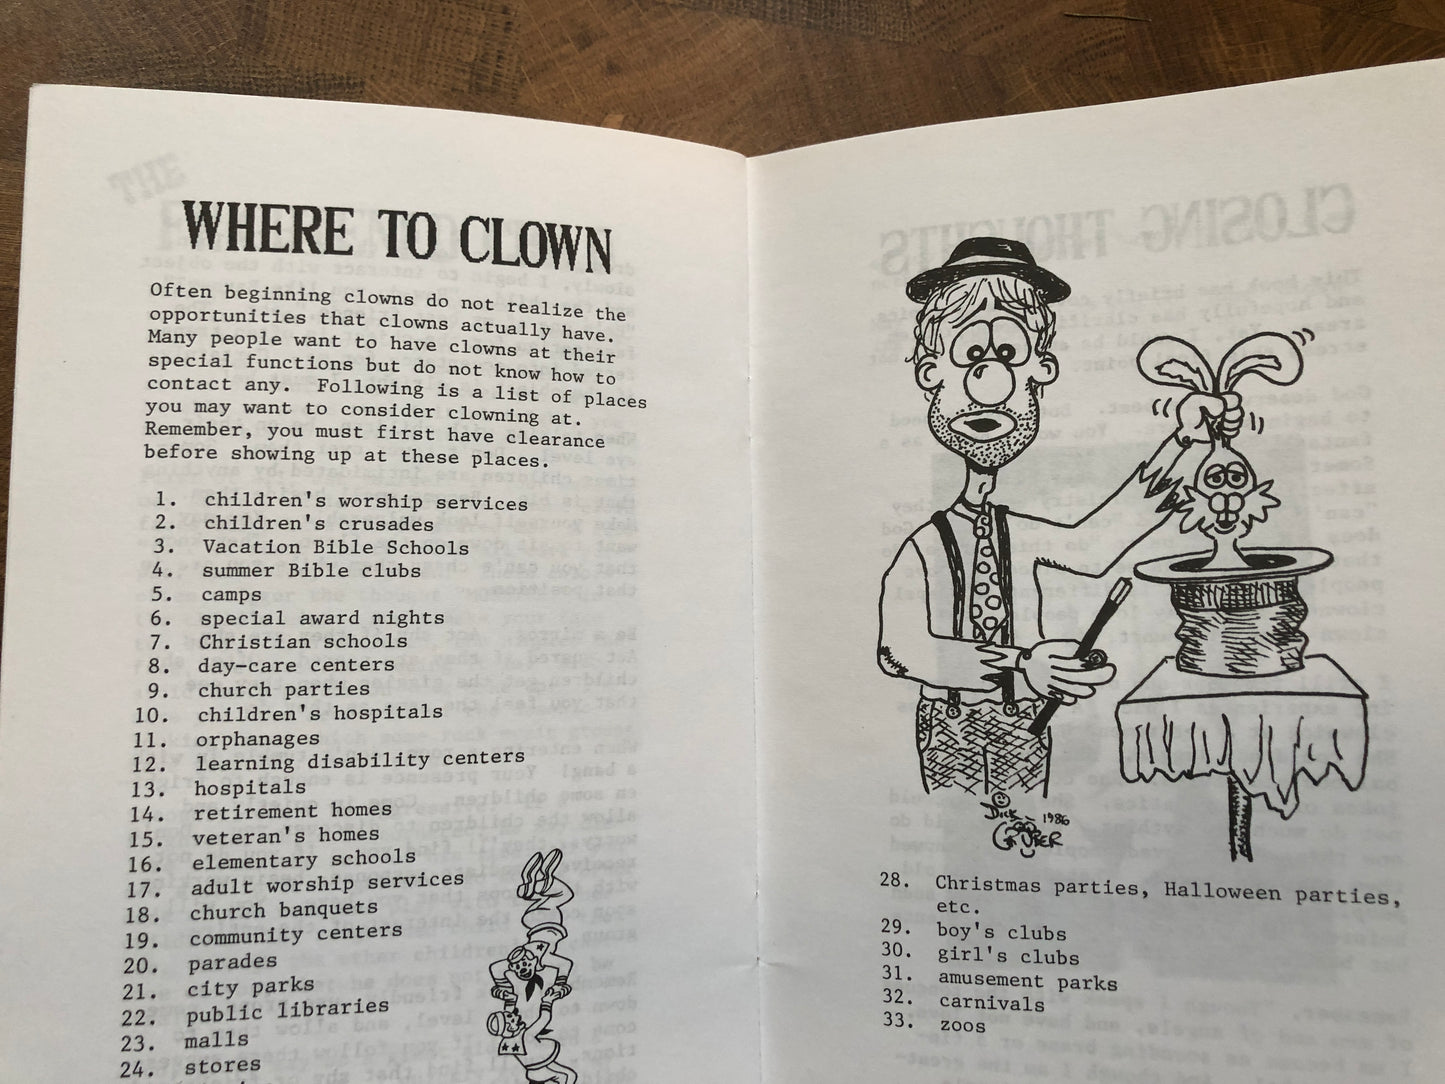 WHERE TO CLOWN
Often beginning clowns do not realize the
opportunities that clowns actually have.
Many people want to have clowns at their
special functions but do not know how to
contact any. Following is a list of places
you may want to consider clowning at.
Remember, you must first have clearance
before showing up at these places.
1. children's worship services
2. children's crusades
3. Vacation Bible Schools
4. summer Bible clubs
5. camps
6. special award nights
7. Christian schools
8. day-care centers
9. church parties
10. children's hospitals
11. orphanages
12. learning disability centers
13. hospitals
14. retirement homes
15. veteran's homes
16. elementary schools
17. adult worship services
18. church banquets
19. community centers
20. parades
21. city parks
22. public libraries
23. malls
24. stores
DICK 1986
GRUBER
28. Christmas parties, Halloween parties,
etc.
29. boy's clubs
30. girl's clubs
31. amusement parks
32. carnivals
33. zoos
CLOSING THOUGHTS